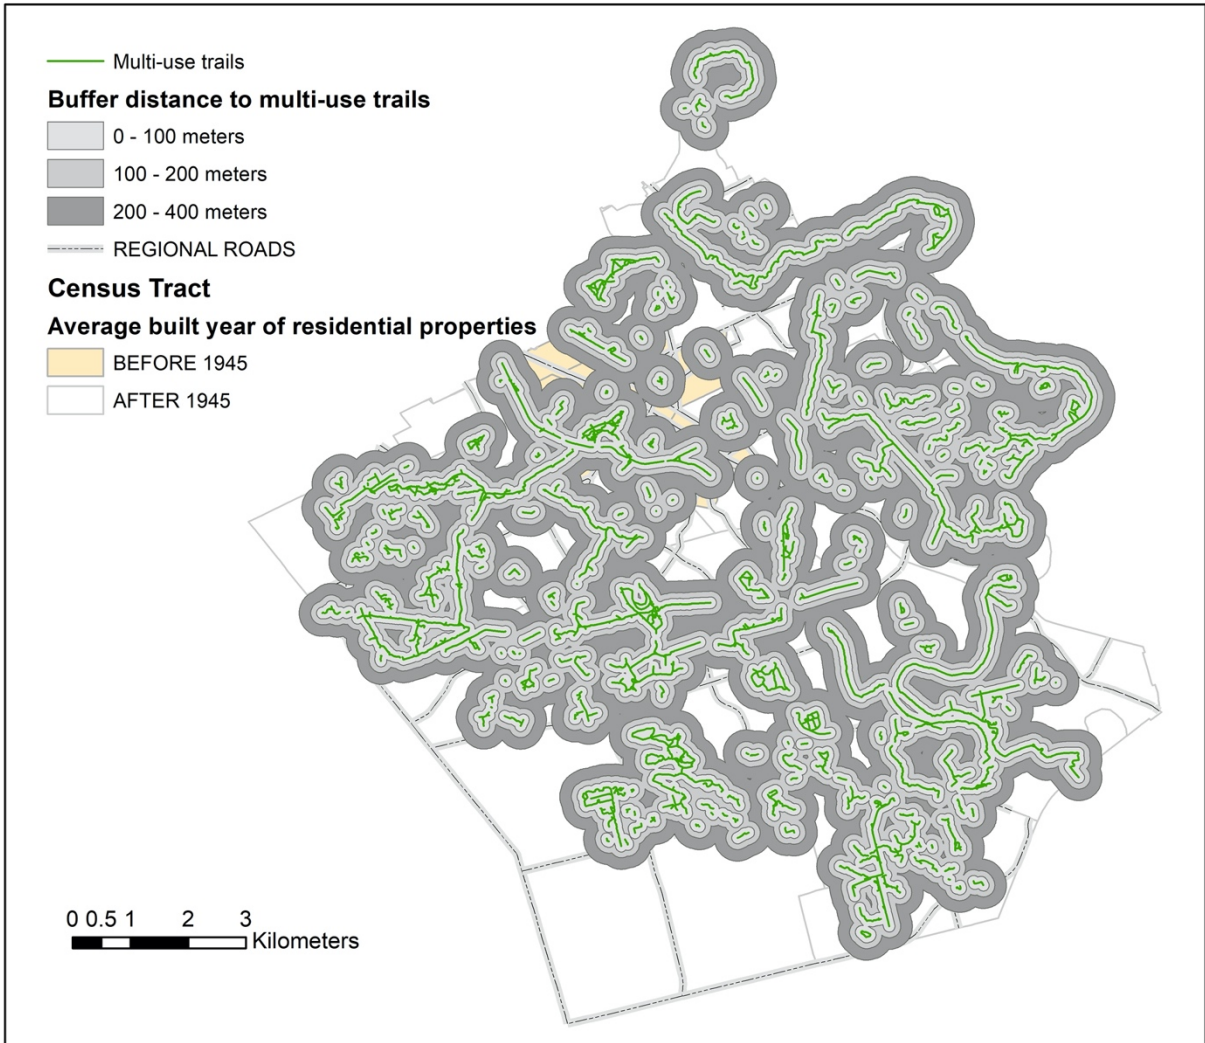 Multi-use trails
Buffer distance to multi-use trails
0 - 100 meters
100 - 200 meters
200 - 400 meters
REGIONAL ROADS
Census Tract
Average built year of residential properties
BEFORE 1945
AFTER 1945
0 0.5 1 2 3
Kilometers